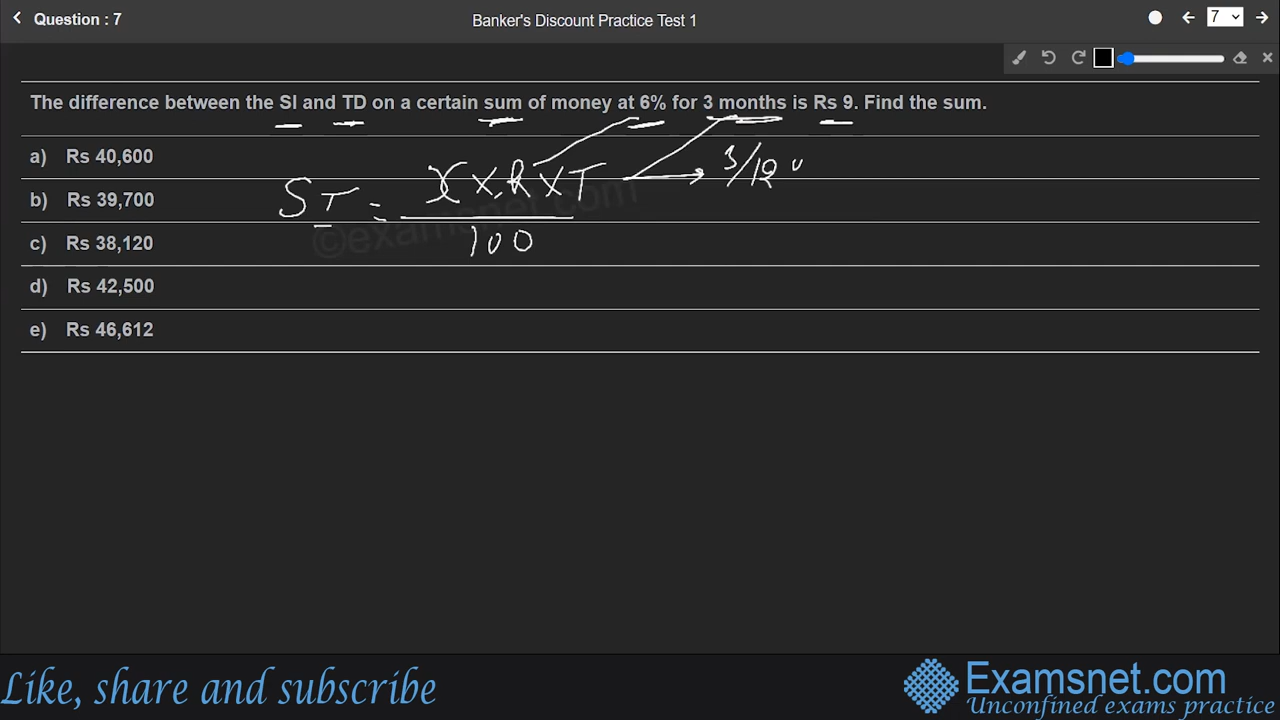 Question : 7
Banker's Discount Practice Test 1
7
The difference between the SI and TD on a certain sum of money at 6% for 3 months is Rs 9. Find the sum.
a) Rs 40,600
b) Rs 39,700
c) Rs 38,120
d) Rs 42,500
e) Rs 46,612
SI = X × R × T
100
3/12
©examsnet.com
Like, share and subscribe
Examsnet.com
Unconfined exams practice